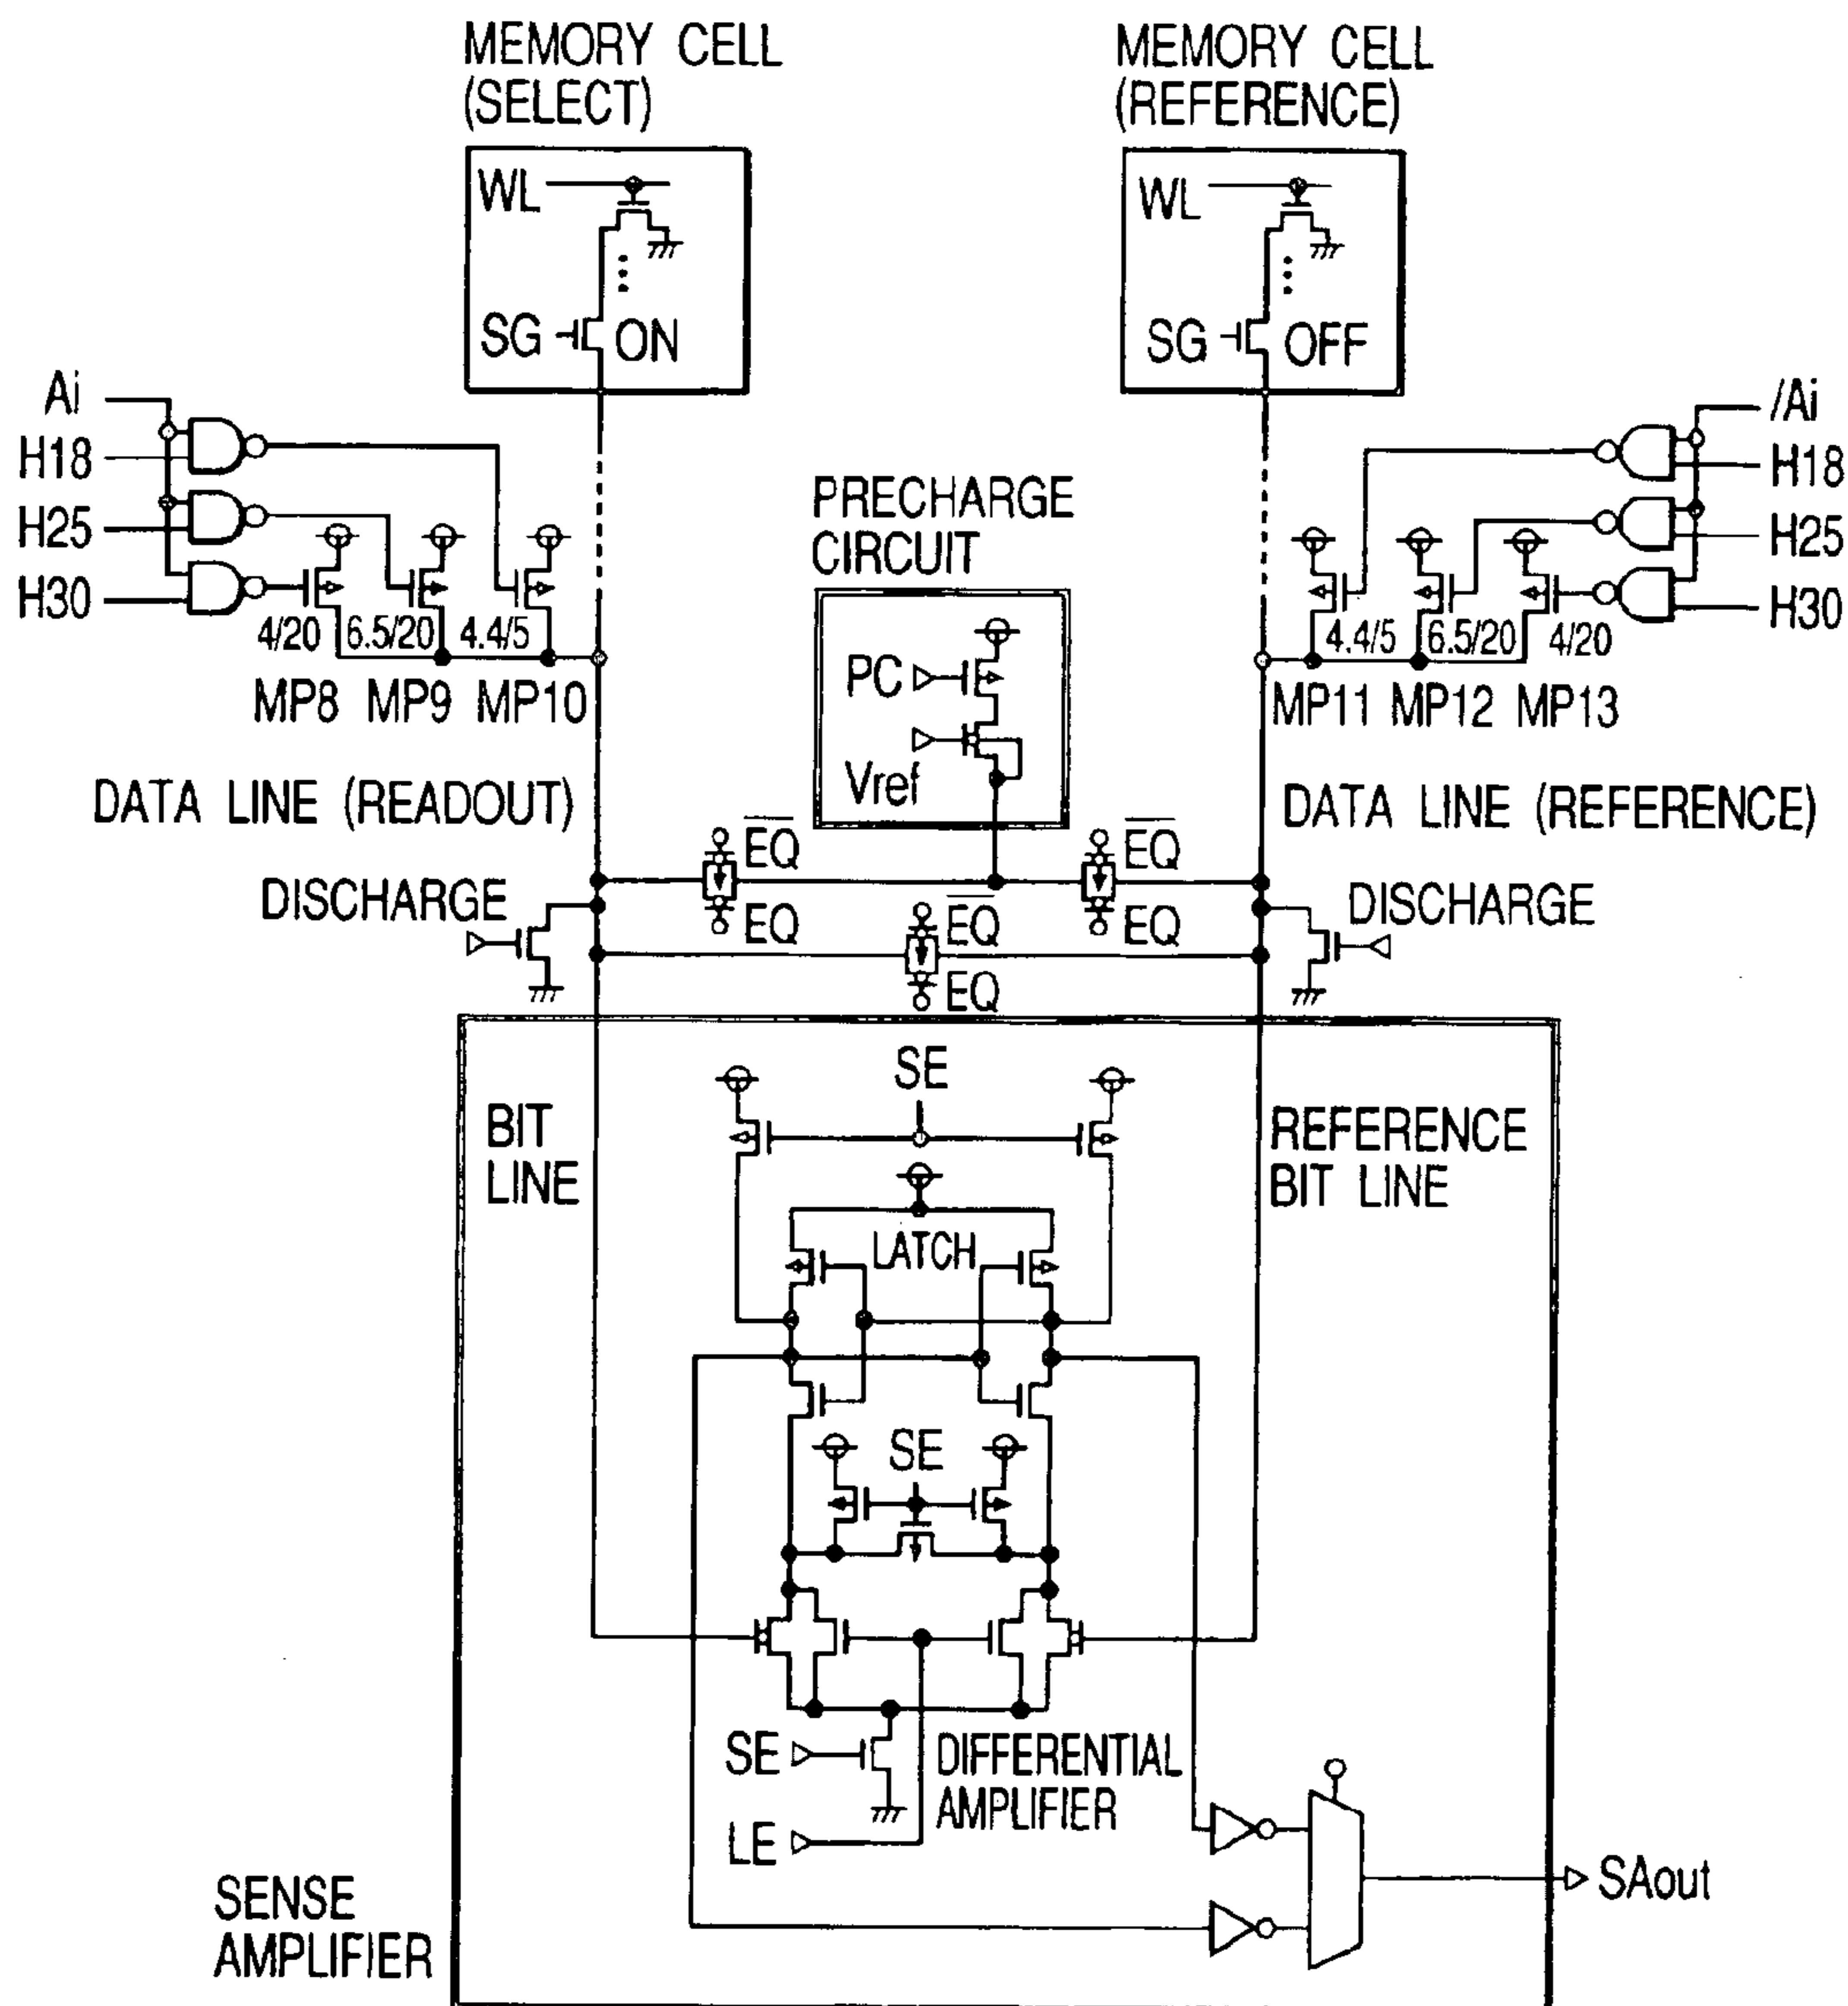 MEMORY CELL
(SELECT)
MEMORY CELL
(REFERENCE)
WL
SG
ON
WL
SG
OFF
Ai
H18
H25
H30
/Ai
H18
H25
H30
4/20
6.5/20
4.4/5
MP8
MP9
MP10
PRECHARGE
CIRCUIT
PC
Vref
4.4/5
6.5/20
4/20
MP11
MP12
MP13
DATA LINE (READOUT)
DATA LINE (REFERENCE)
E̅Q̅
EQ
E̅Q̅
EQ
E̅Q̅
EQ
DISCHARGE
DISCHARGE
BIT
LINE
SE
REFERENCE
BIT LINE
LATCH
SE
SE
LE
DIFFERENTIAL
AMPLIFIER
SENSE
AMPLIFIER
SAout